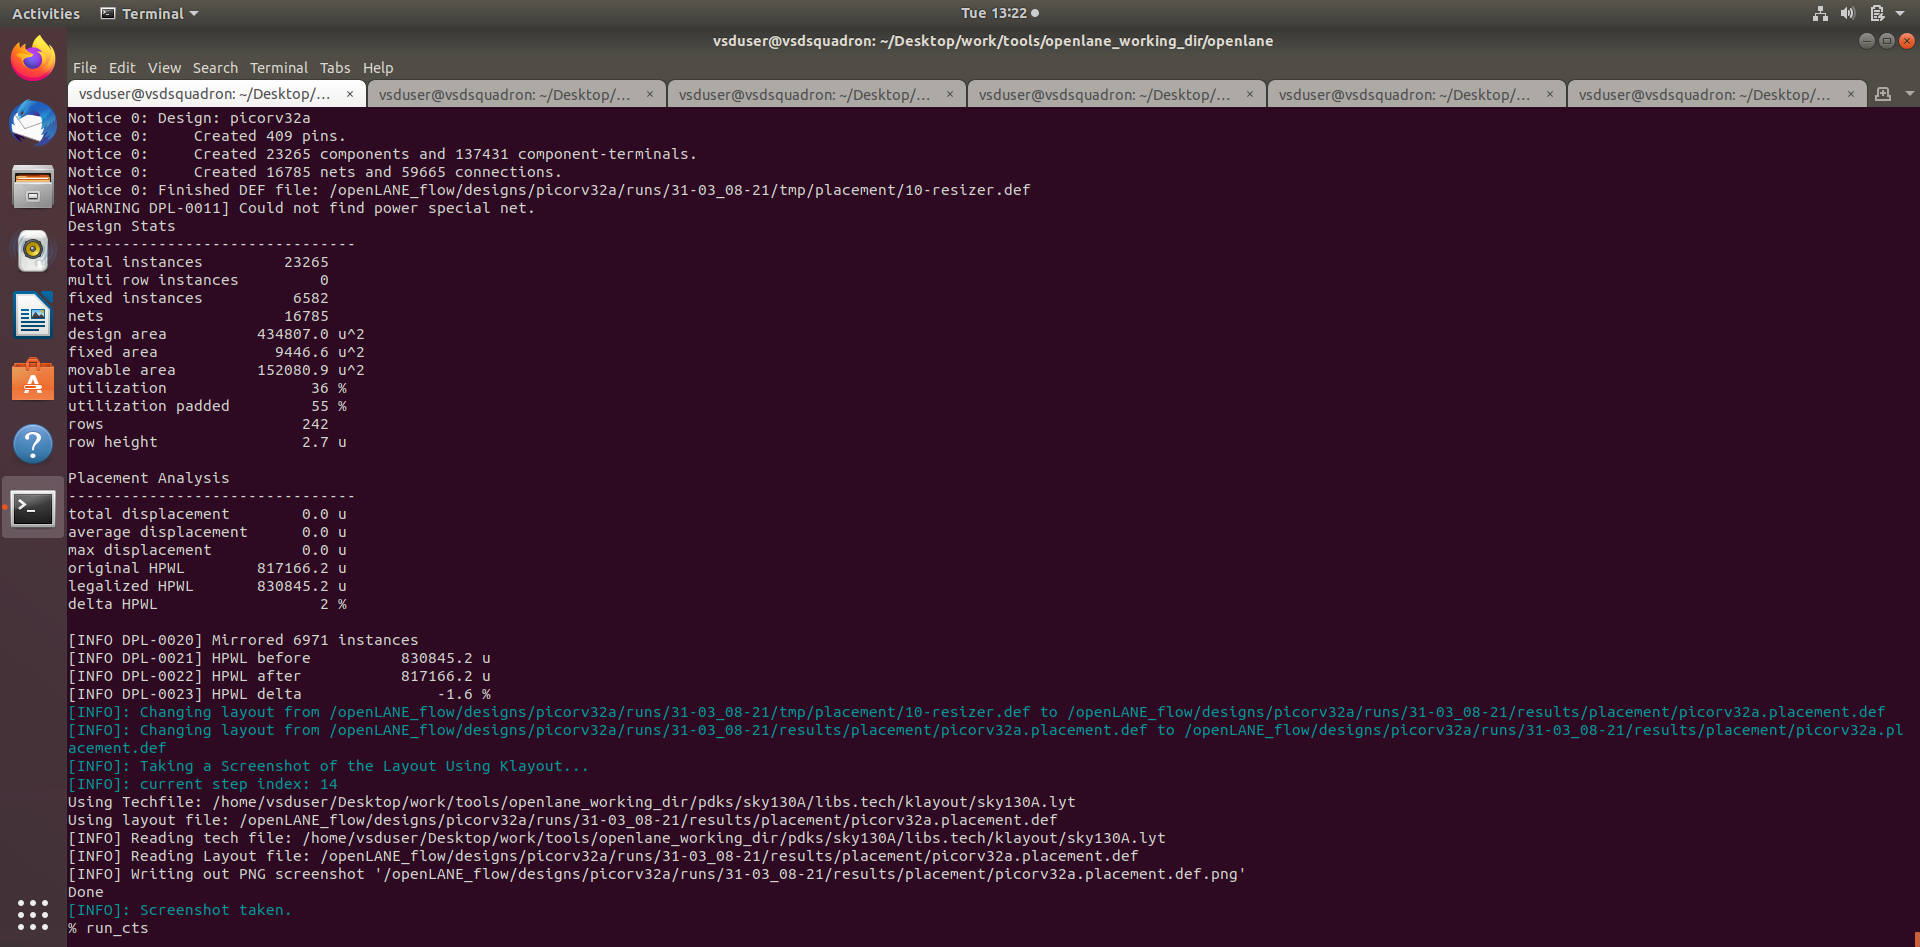 Activities Terminal Tue 13:22
vsduser@vsdsquadron: ~/Desktop/work/tools/openlane_working_dir/openlane
File Edit View Search Terminal Tabs Help
vsduser@vsdsquadron: ~/Desktop/... × vsduser@vsdsquadron: ~/Desktop/... × vsduser@vsdsquadron: ~/Desktop/... × vsduser@vsdsquadron: ~/Desktop/... × vsduser@vsdsquadron: ~/Desktop/... × vsduser@vsdsquadron: ~/Desktop/... ×
Notice 0: Design: picorv32a
Notice 0:     Created 409 pins.
Notice 0:     Created 23265 components and 137431 component-terminals.
Notice 0:     Created 16785 nets and 59665 connections.
Notice 0: Finished DEF file: /openLANE_flow/designs/picorv32a/runs/31-03_08-21/tmp/placement/10-resizer.def
[WARNING DPL-0011] Could not find power special net.
Design Stats
--------------------------------
total instances         23265
multi row instances         0
fixed instances          6582
nets                    16785
design area          434807.0 u^2
fixed area             9446.6 u^2
movable area         152080.9 u^2
utilization                36 %
utilization padded         55 %
rows                      242
row height                2.7 u
Placement Analysis
--------------------------------
total displacement        0.0 u
average displacement      0.0 u
max displacement          0.0 u
original HPWL        817166.2 u
legalized HPWL       830845.2 u
delta HPWL                  2 %
[INFO DPL-0020] Mirrored 6971 instances
[INFO DPL-0021] HPWL before          830845.2 u
[INFO DPL-0022] HPWL after           817166.2 u
[INFO DPL-0023] HPWL delta               -1.6 %
[INFO]: Changing layout from /openLANE_flow/designs/picorv32a/runs/31-03_08-21/tmp/placement/10-resizer.def to /openLANE_flow/designs/picorv32a/runs/31-03_08-21/results/placement/picorv32a.placement.def
[INFO]: Changing layout from /openLANE_flow/designs/picorv32a/runs/31-03_08-21/results/placement/picorv32a.placement.def to /openLANE_flow/designs/picorv32a/runs/31-03_08-21/results/placement/picorv32a.pl
acement.def
[INFO]: Taking a Screenshot of the Layout Using Klayout...
[INFO]: current step index: 14
Using Techfile: /home/vsduser/Desktop/work/tools/openlane_working_dir/pdks/sky130A/libs.tech/klayout/sky130A.lyt
Using layout file: /openLANE_flow/designs/picorv32a/runs/31-03_08-21/results/placement/picorv32a.placement.def
[INFO] Reading tech file: /home/vsduser/Desktop/work/tools/openlane_working_dir/pdks/sky130A/libs.tech/klayout/sky130A.lyt
[INFO] Reading Layout file: /openLANE_flow/designs/picorv32a/runs/31-03_08-21/results/placement/picorv32a.placement.def
[INFO] Writing out PNG screenshot '/openLANE_flow/designs/picorv32a/runs/31-03_08-21/results/placement/picorv32a.placement.def.png'
Done
[INFO]: Screenshot taken.
% run_cts